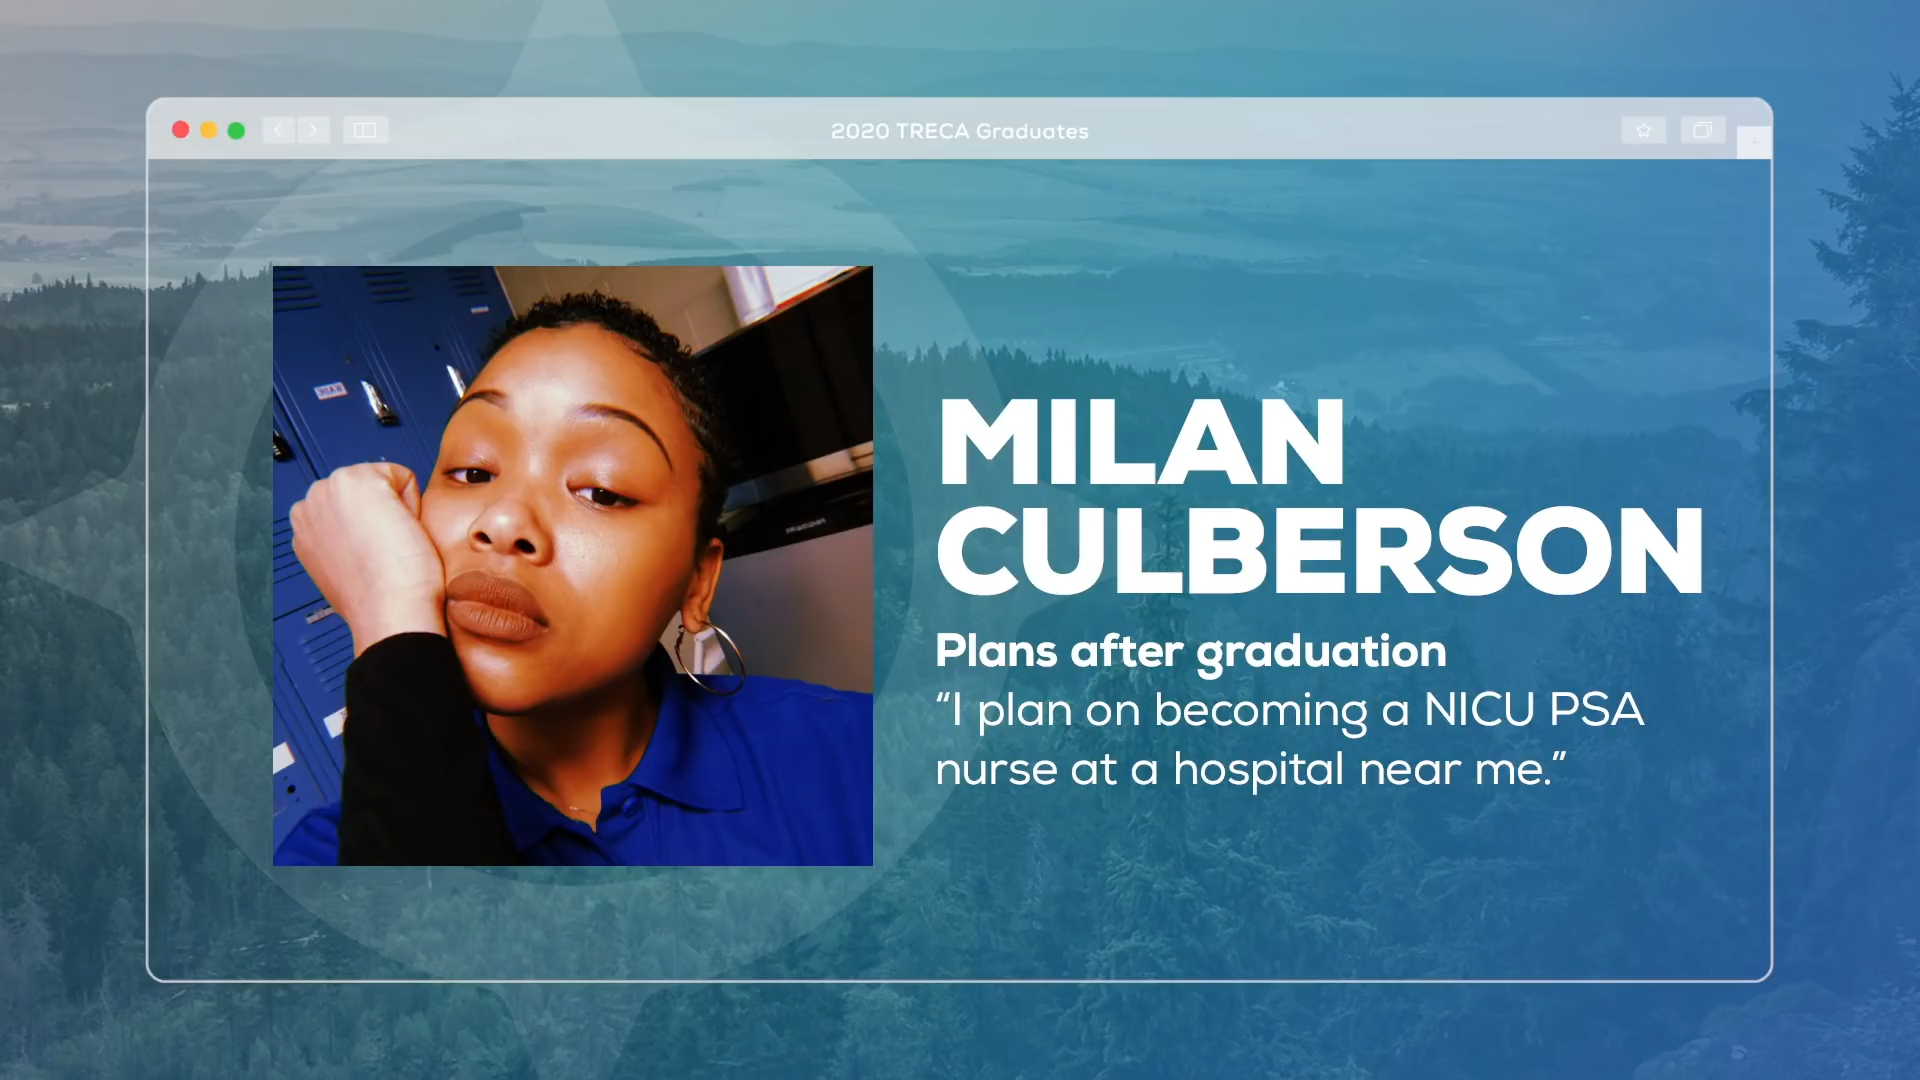 2020 TRECA Graduates
MILAN
CULBERSON
Plans after graduation
“I plan on becoming a NICU PSA
nurse at a hospital near me.”